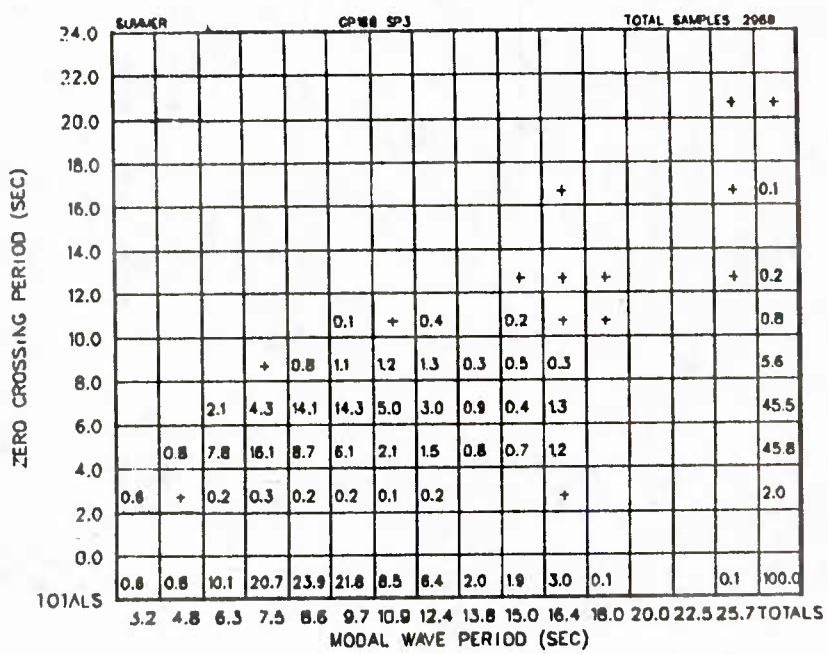 SUMMER GP168 SP3 TOTAL SAMPLES 2968
24.0
22.0
+ +
20.0
18.0
+ + 0.1
16.0
14.0
+ + + + 0.2
12.0
0.1 + 0.4 0.2 + + 0.8
10.0
+ 0.8 1.1 1.2 1.3 0.3 0.5 0.3 5.6
8.0
2.1 4.3 14.1 14.3 5.0 3.0 0.9 0.4 1.3 45.5
6.0
0.8 7.8 16.1 8.7 6.1 2.1 1.5 0.8 0.7 1.2 45.8
4.0
0.6 + 0.2 0.3 0.2 0.2 0.1 0.2 + 2.0
2.0
0.0
0.6 0.8 10.1 20.7 23.9 21.8 8.5 6.4 2.0 1.9 3.0 0.1 0.1 100.0
TOTALS
3.2 4.8 6.3 7.5 8.6 9.7 10.9 12.4 13.8 15.0 16.4 18.0 20.0 22.5 25.7 TOTALS
MODAL WAVE PERIOD (SEC)
ZERO CROSSING PERIOD (SEC)